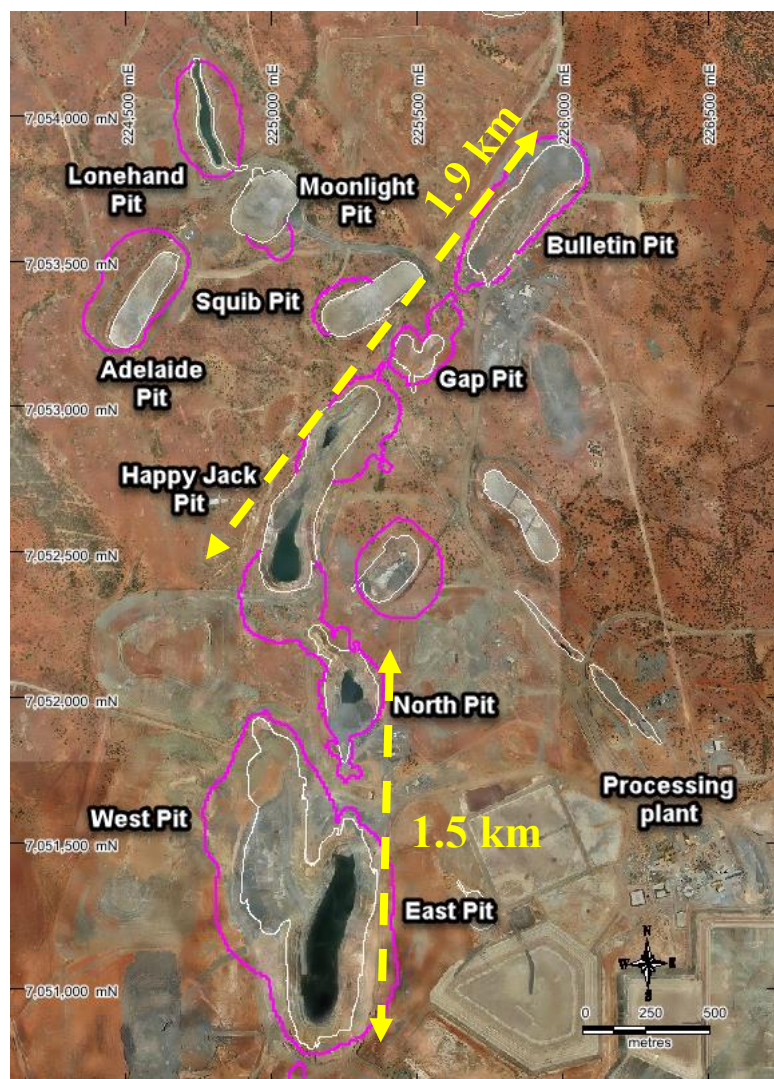 224,500 mE
225,000 mE
225,500 mE
226,000 mE
226,500 mE
7,054,000 mN
Lonehand
Pit
Moonlight
Pit
1.9 km
Bulletin Pit
7,053,500 mN
Squib Pit
Adelaide
Pit
Gap Pit
7,053,000 mN
Happy Jack
Pit
7,052,500 mN
7,052,000 mN
North Pit
Processing
plant
West Pit
1.5 km
7,051,500 mN
East Pit
7,051,000 mN
N
W E
S
0 250 500
metres